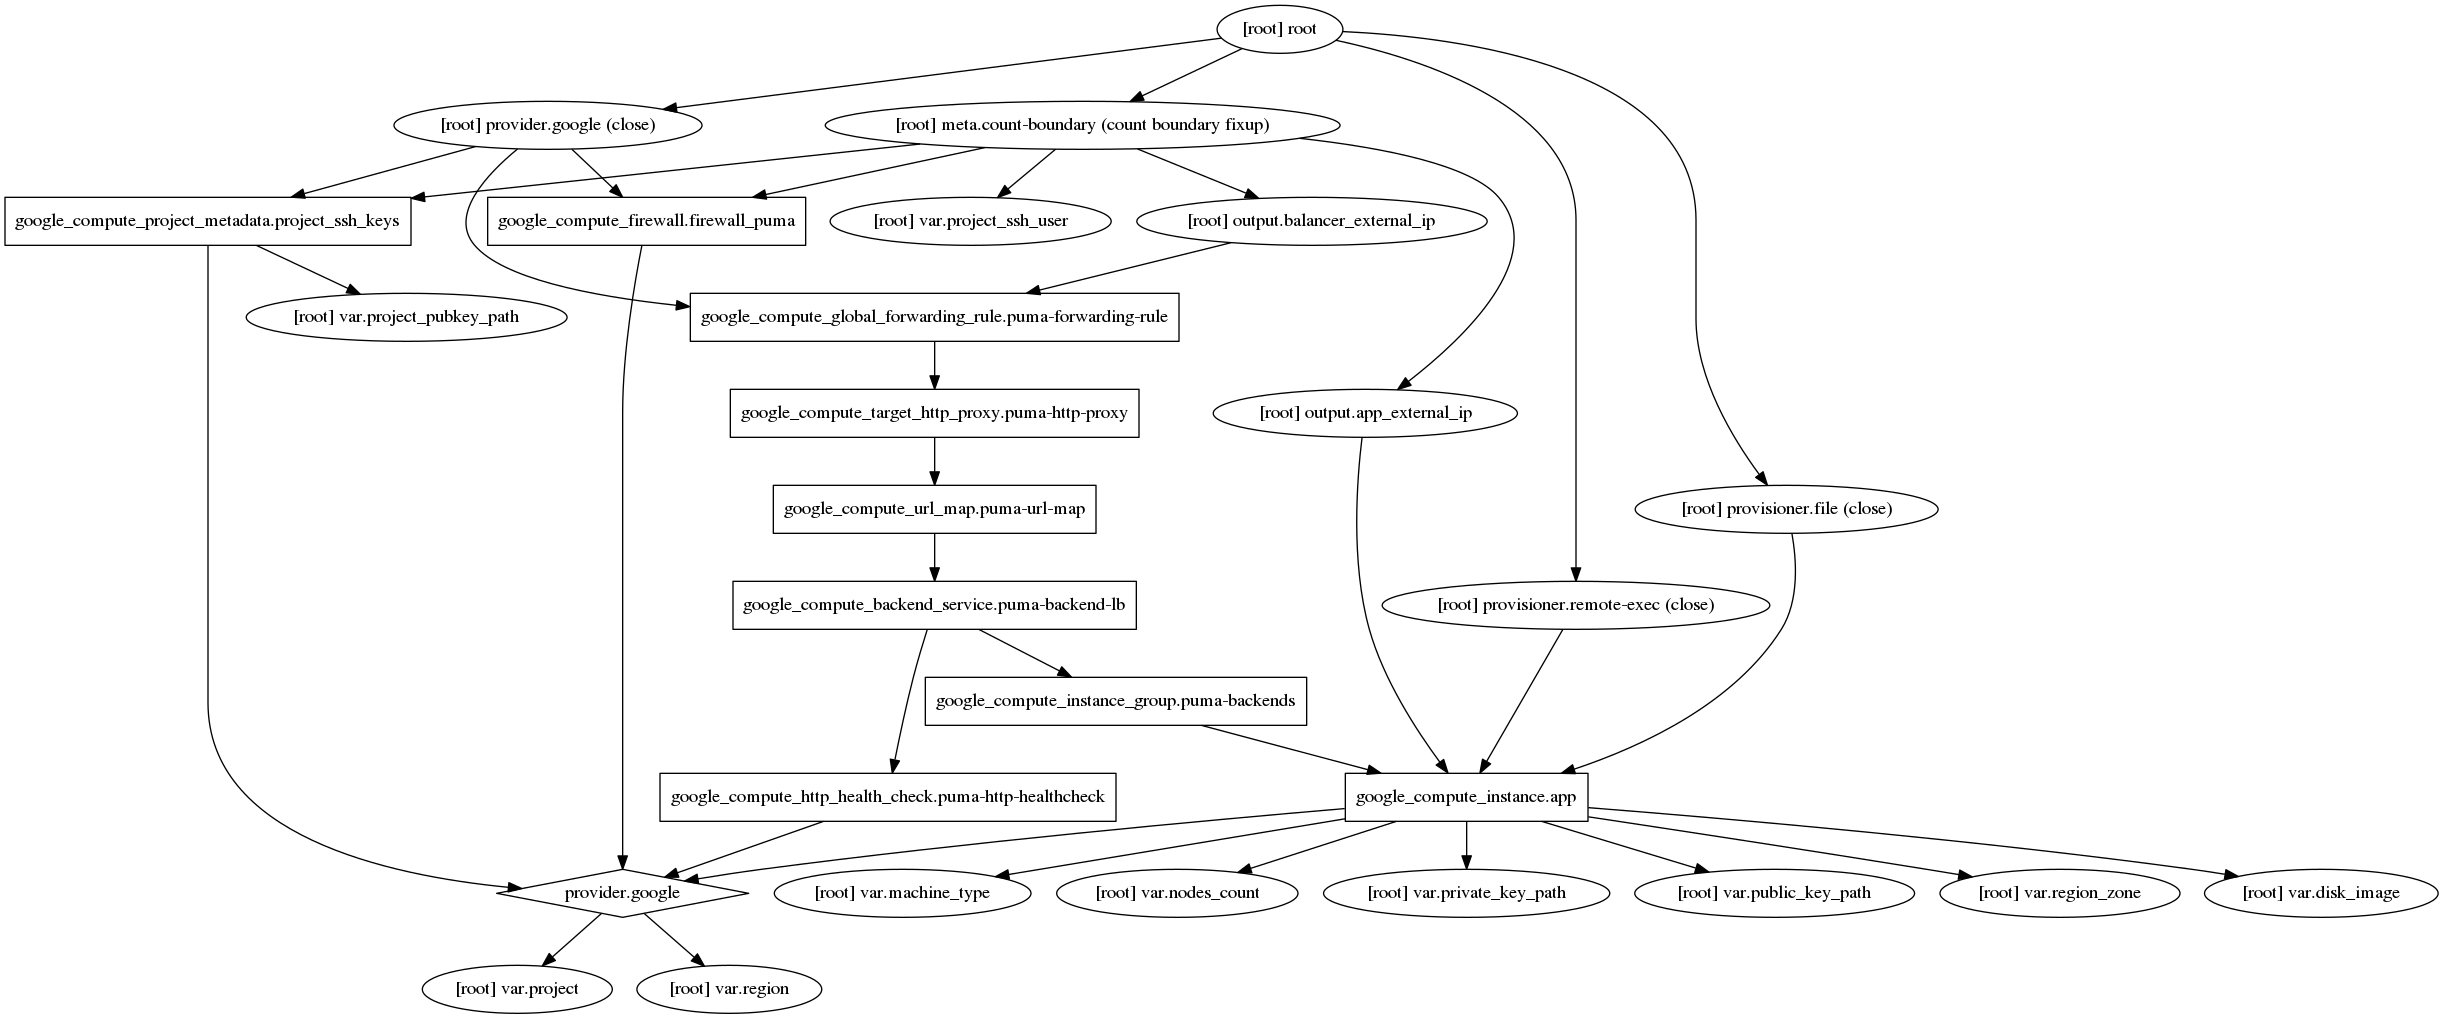 [root] root
[root] provider.google (close)
[root] meta.count-boundary (count boundary fixup)
google_compute_project_metadata.project_ssh_keys
google_compute_firewall.firewall_puma
[root] var.project_ssh_user
[root] output.balancer_external_ip
[root] var.project_pubkey_path
google_compute_global_forwarding_rule.puma-forwarding-rule
google_compute_target_http_proxy.puma-http-proxy
[root] output.app_external_ip
google_compute_url_map.puma-url-map
[root] provisioner.file (close)
google_compute_backend_service.puma-backend-lb
[root] provisioner.remote-exec (close)
google_compute_instance_group.puma-backends
google_compute_http_health_check.puma-http-healthcheck
google_compute_instance.app
provider.google
[root] var.machine_type
[root] var.nodes_count
[root] var.private_key_path
[root] var.public_key_path
[root] var.region_zone
[root] var.disk_image
[root] var.project
[root] var.region